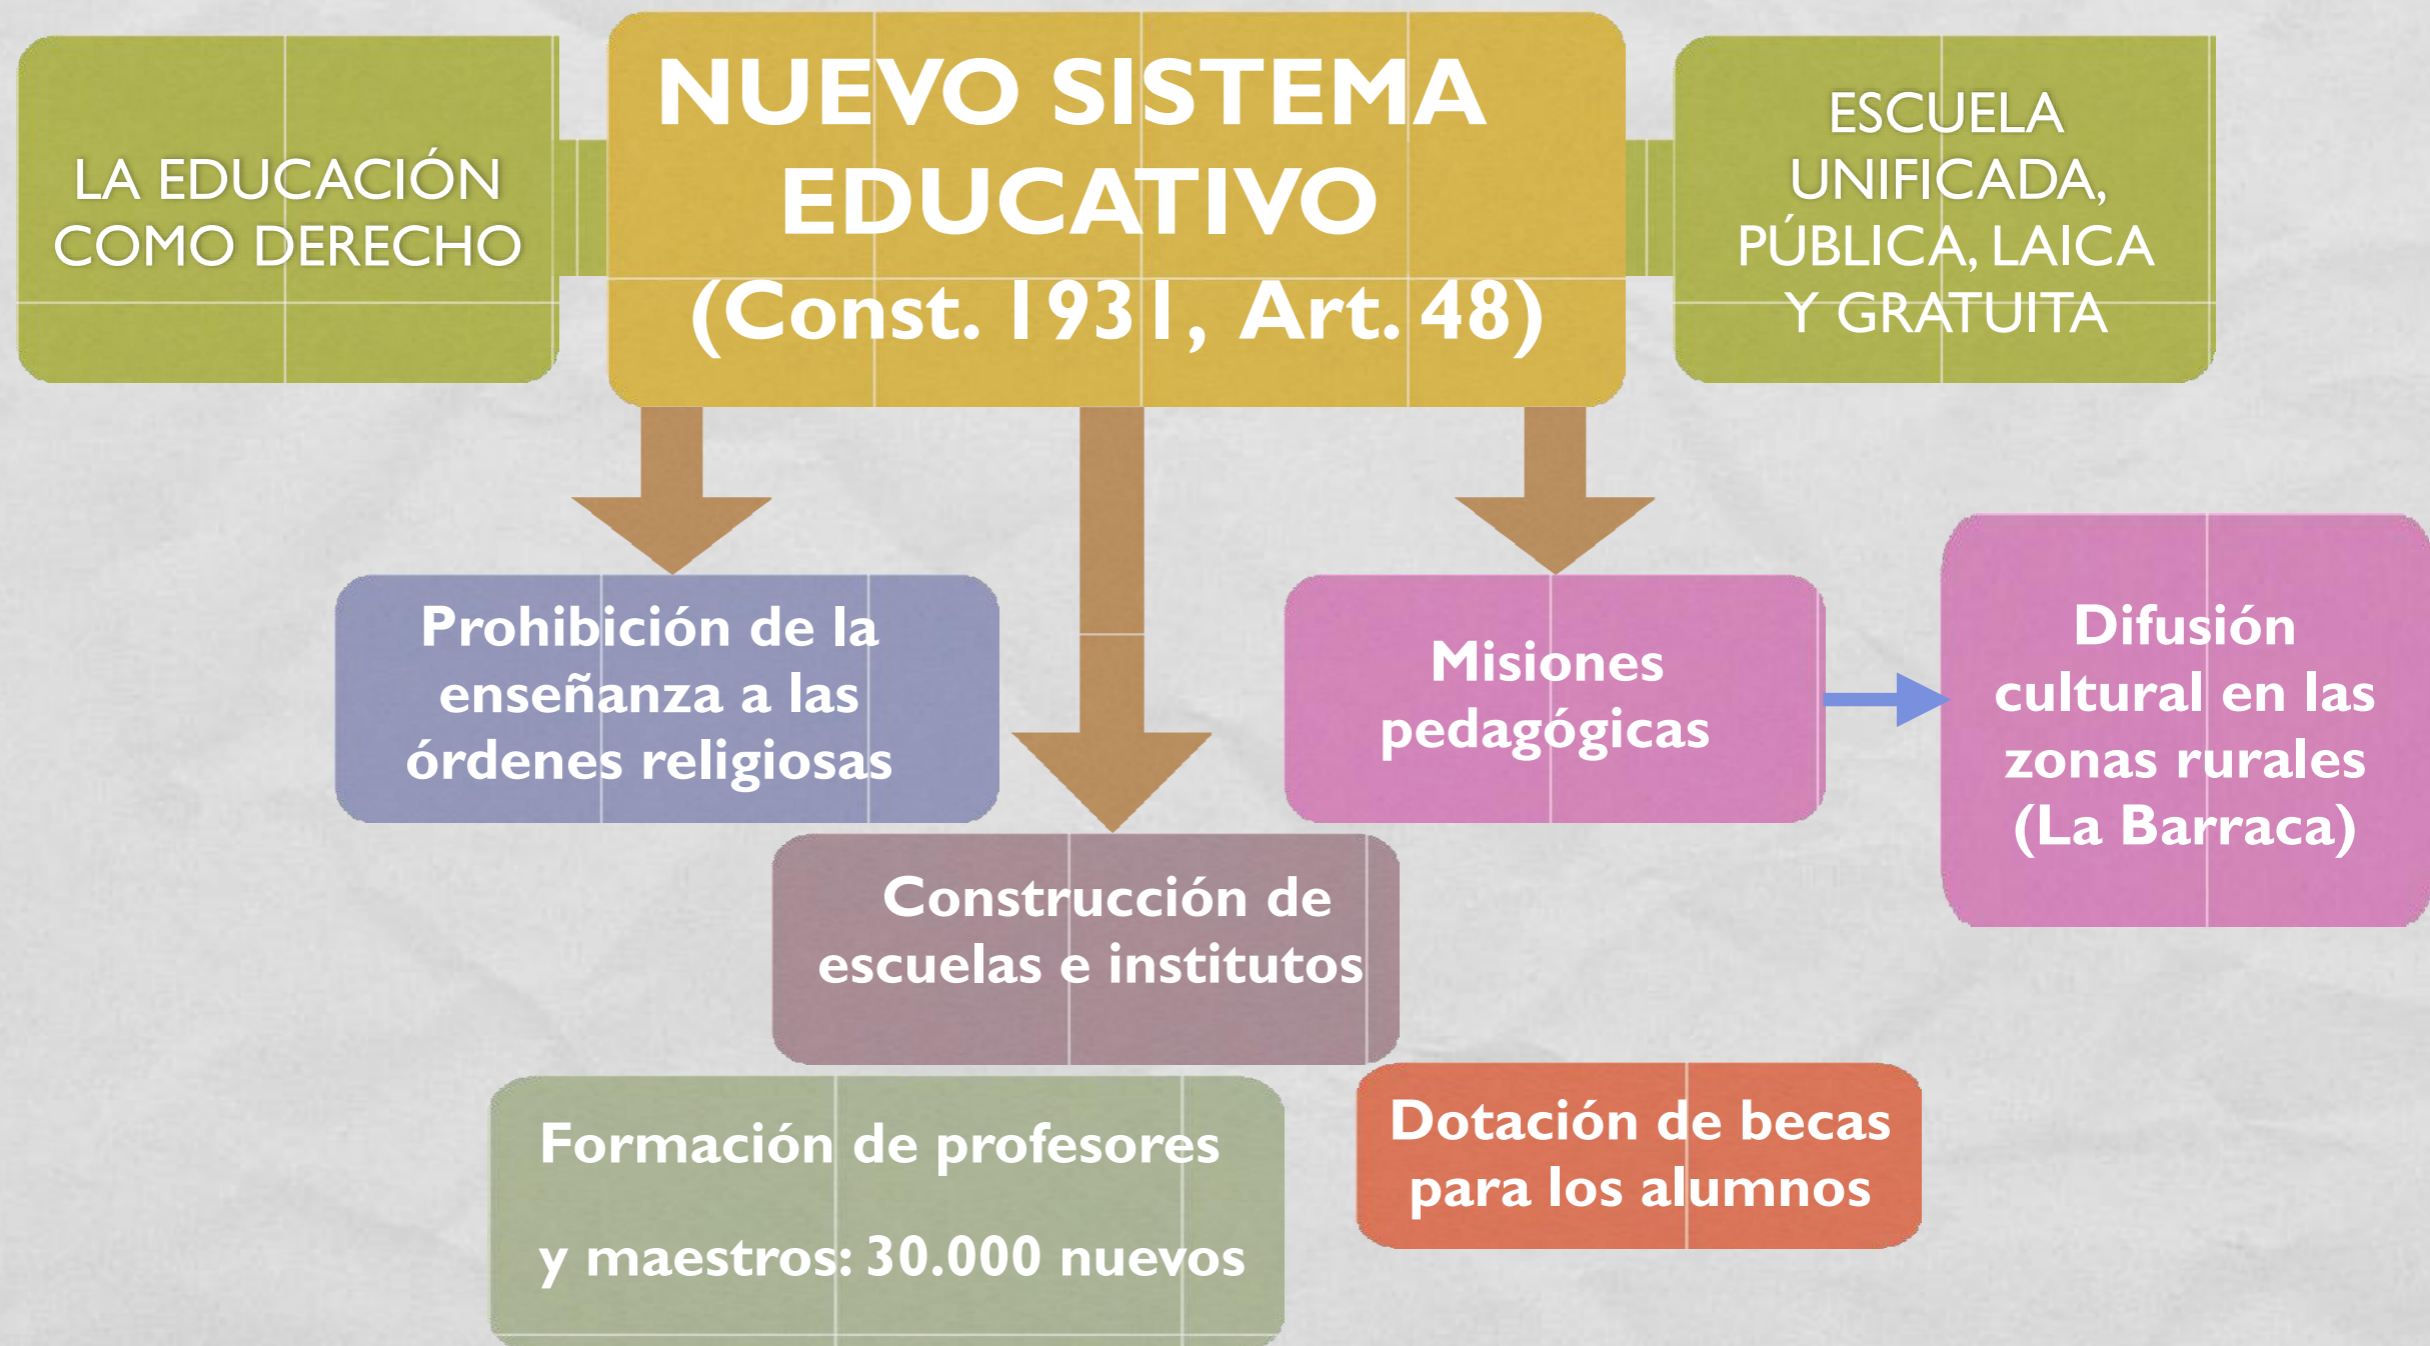 LA EDUCACIÓN
COMO DERECHO
NUEVO SISTEMA
EDUCATIVO
(Const. 1931, Art. 48)
ESCUELA
UNIFICADA,
PÚBLICA, LAICA
Y GRATUITA
Prohibición de la
enseñanza a las
órdenes religiosas
Misiones
pedagógicas
Difusión
cultural en las
zonas rurales
(La Barraca)
Construcción de
escuelas e institutos
Formación de profesores
y maestros: 30.000 nuevos
Dotación de becas
para los alumnos